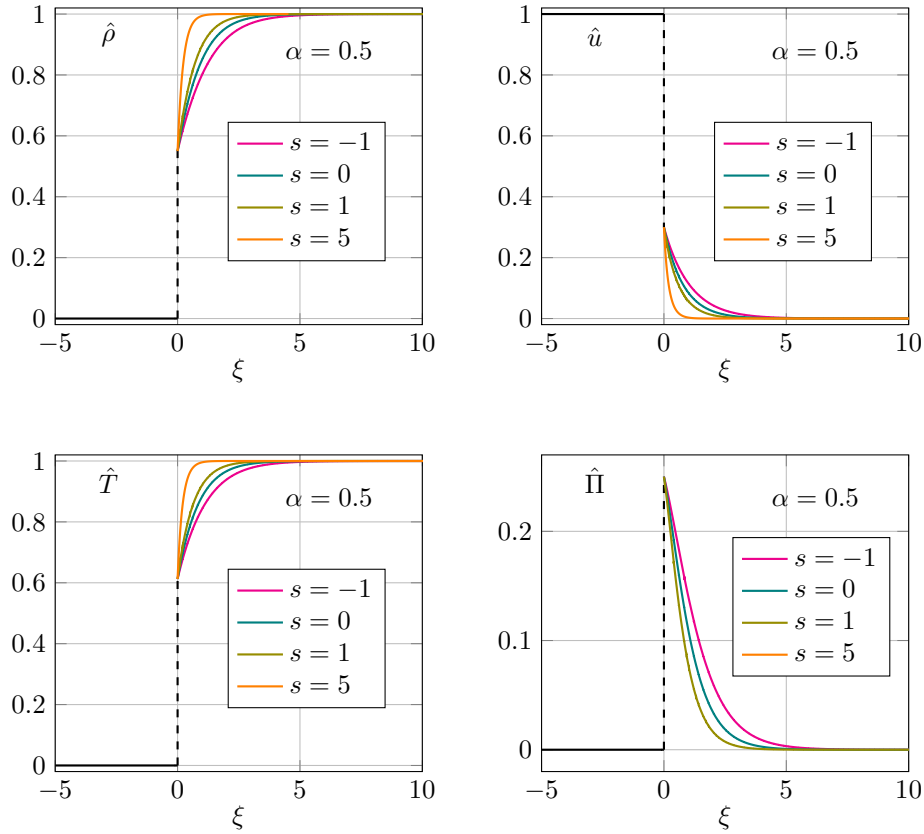 ρ̂
α = 0.5
s = −1
s = 0
s = 1
s = 5
1
0.8
0.6
0.4
0.2
0
−5 0 5 10
ξ
û
α = 0.5
s = −1
s = 0
s = 1
s = 5
1
0.8
0.6
0.4
0.2
0
−5 0 5 10
ξ
T̂
α = 0.5
s = −1
s = 0
s = 1
s = 5
1
0.8
0.6
0.4
0.2
0
−5 0 5 10
ξ
Π̂
α = 0.5
s = −1
s = 0
s = 1
s = 5
0.2
0.1
0
−5 0 5 10
ξ